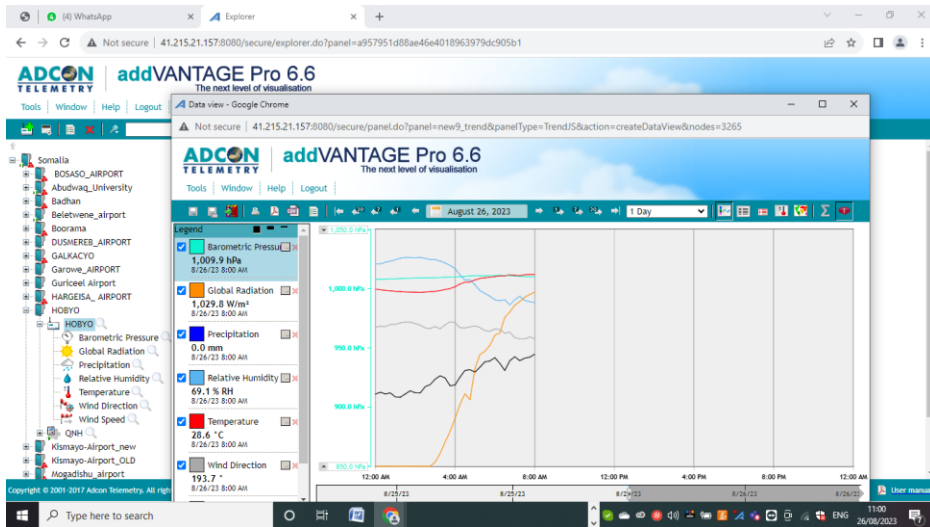 (4) WhatsApp
Explorer
Not secure | 41.215.21.157:8080/secure/explorer.do?panel=a957951d88ae46e4018963979dc905b1
ADCON TELEMETRY
addVANTAGE Pro 6.6
The next level of visualisation
Tools Window Help Logout
Somalia
BOSASO_AIRPORT
Abudwaq_University
Badhan
Beletwene_airport
Boorama
DUSMEREB_AIRPORT
GALKACYO
Garowe_AIRPORT
Guriceel Airport
HARGEISA_ AIRPORT
HOBYO
HOBYO
Barometric Pressure
Global Radiation
Precipitation
Relative Humidity
Temperature
Wind Direction
Wind Speed
QNH
Kismayo-Airport_new
Kismayo-Airport_OLD
Mogadishu_airport
Copyright © 2001-2017 Adcon Telemetry. All righ
User manua
Data view - Google Chrome
Not secure | 41.215.21.157:8080/secure/panel.do?panel=new9_trend&panelType=TrendJS&action=createDataView&nodes=3265
ADCON TELEMETRY
addVANTAGE Pro 6.6
The next level of visualisation
Tools Window Help Logout
August 26, 2023
1 Day
Legend
Barometric Pressu
1,009.9 hPa
8/26/23 8:00 AM
Global Radiation
1,029.8 W/m²
8/26/23 8:00 AM
Precipitation
0.0 mm
8/26/23 8:00 AM
Relative Humidity
69.1 % RH
8/26/23 8:00 AM
Temperature
28.6 °C
8/26/23 8:00 AM
Wind Direction
193.7 °
8/26/23 8:00 AM
1,050.0 hPa
1,000.0 hPa
950.0 hPa
900.0 hPa
850.0 hPa
12:00 AM 4:00 AM 8:00 AM 12:00 PM 4:00 PM 8:00 PM 12:00 AM
8/25/23 8/25/23 8/26/23 8/26/23
Type here to search
ENG
11:00
26/08/2023